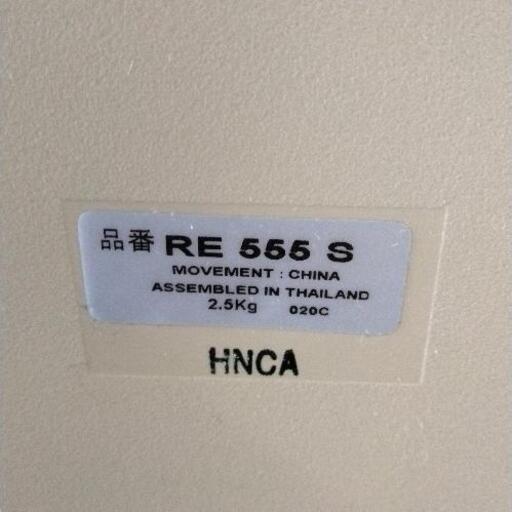 品番 RE 555 S
MOVEMENT : CHINA
ASSEMBLED IN THAILAND
2.5Kg 020C
HNCA